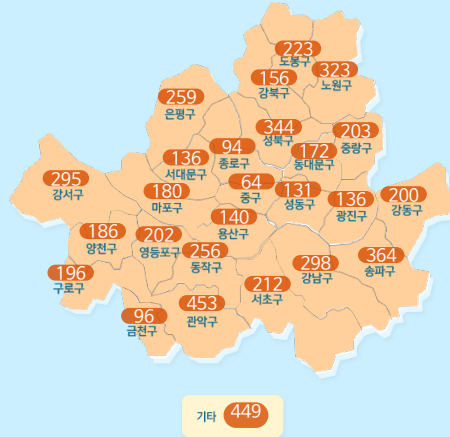 223
도봉구
323
노원구
156
강북구
259
은평구
344
성북구
203
중랑구
94
종로구
172
동대문구
136
서대문구
295
강서구
180
마포구
64
중구
131
성동구
136
광진구
200
강동구
140
용산구
186
양천구
202
영등포구
256
동작구
298
강남구
364
송파구
196
구로구
212
서초구
453
관악구
96
금천구
기타 449